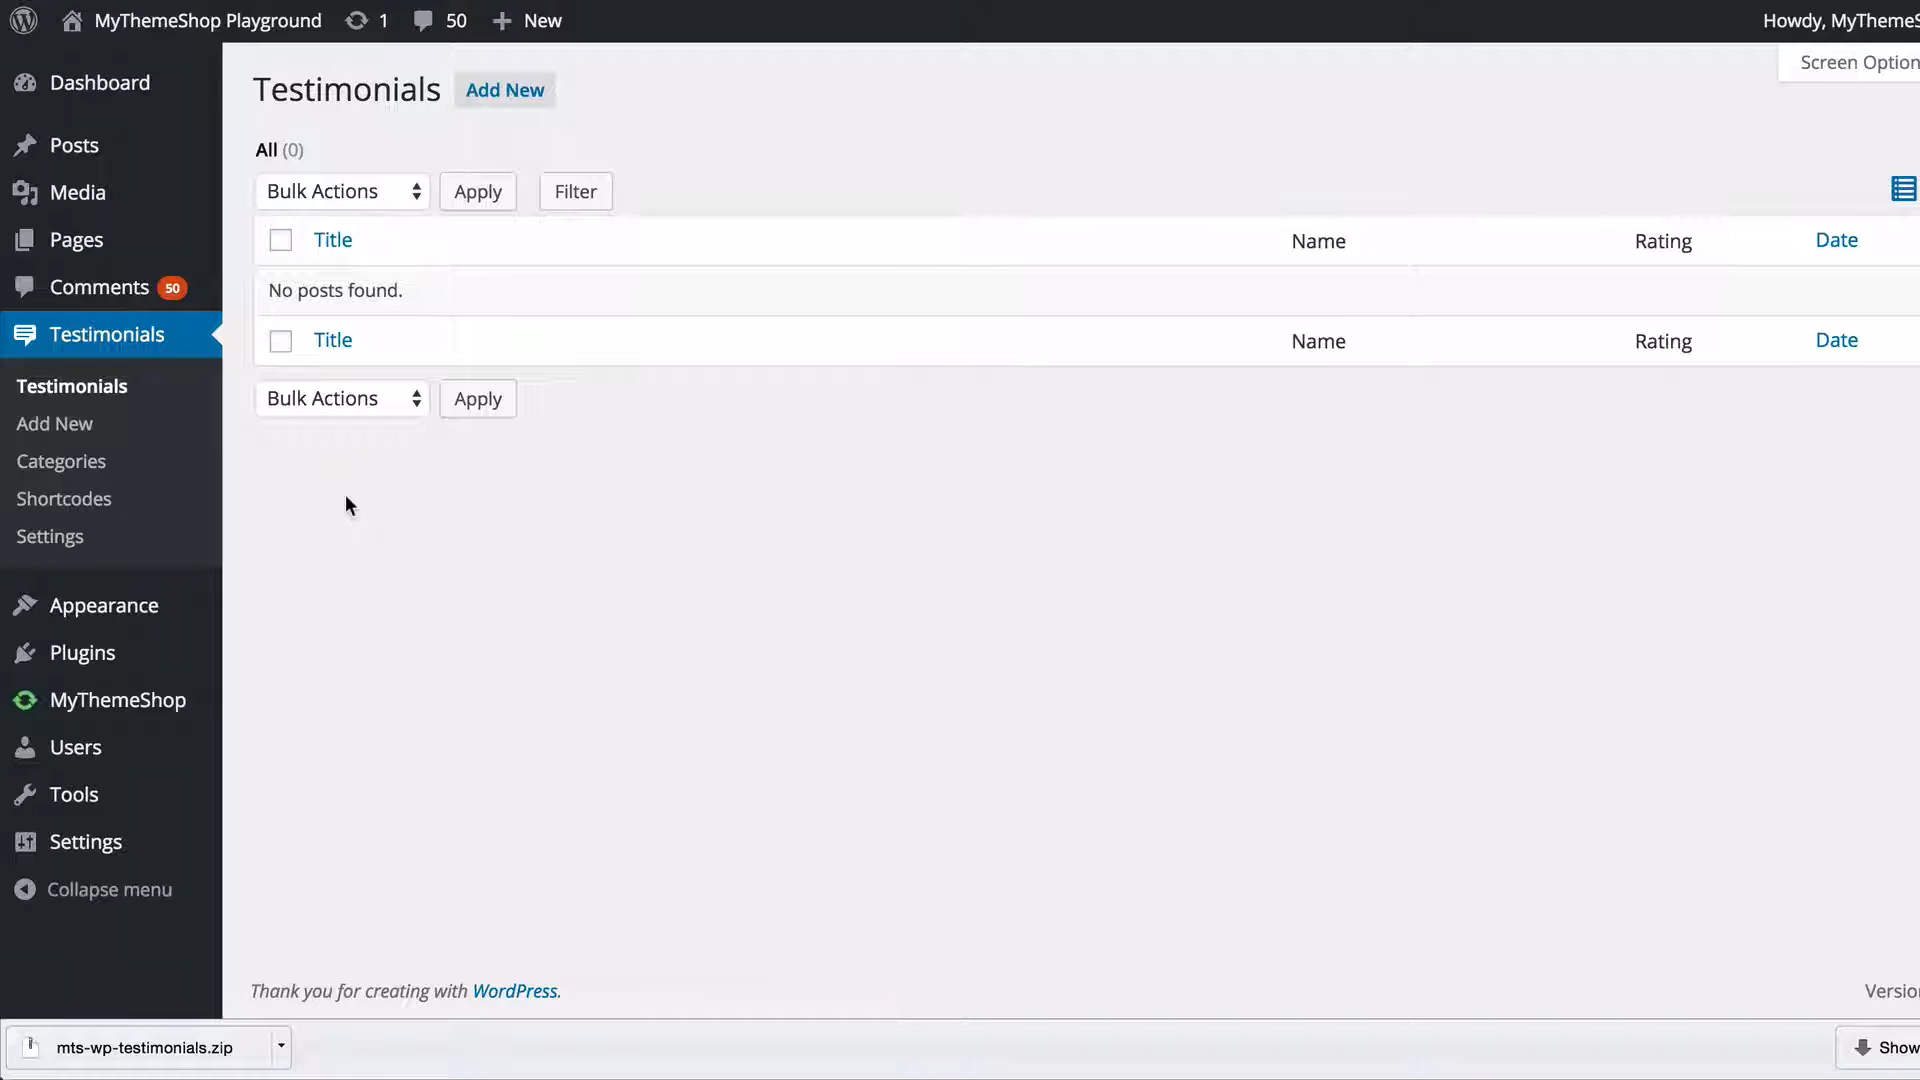 MyThemeShop Playground 1 50 New Howdy, MyThemeS
Screen Option
Dashboard
Posts
Media
Pages
Comments 50
Testimonials
Testimonials
Add New
Categories
Shortcodes
Settings
Appearance
Plugins
MyThemeShop
Users
Tools
Settings
Collapse menu
Testimonials Add New
All (0)
Bulk Actions Apply Filter
Title Name Rating Date
No posts found.
Title Name Rating Date
Bulk Actions Apply
Thank you for creating with WordPress. Versio
mts-wp-testimonials.zip Show